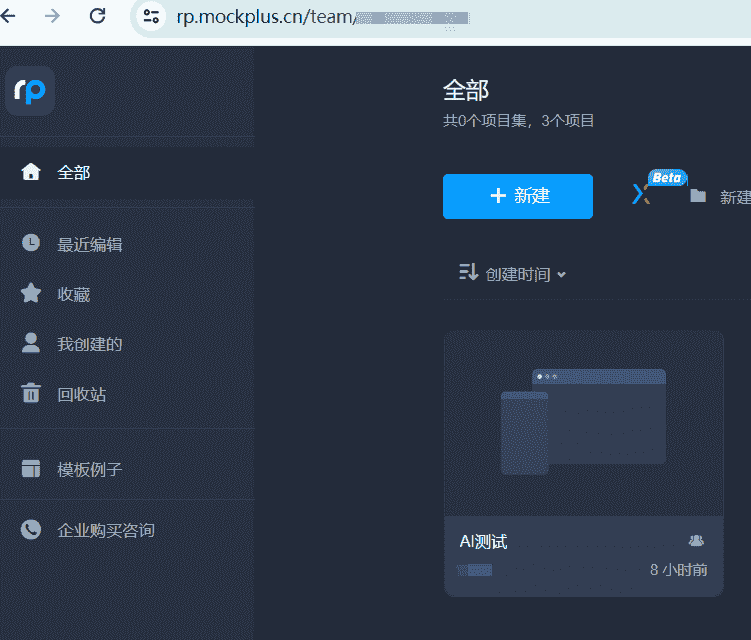 rp.mockplus.cn/team/
rp
全部
共0个项目集，3个项目
全部
新建
Beta
新建
最近编辑
创建时间
收藏
我创建的
回收站
模板例子
企业购买咨询
AI测试
8 小时前